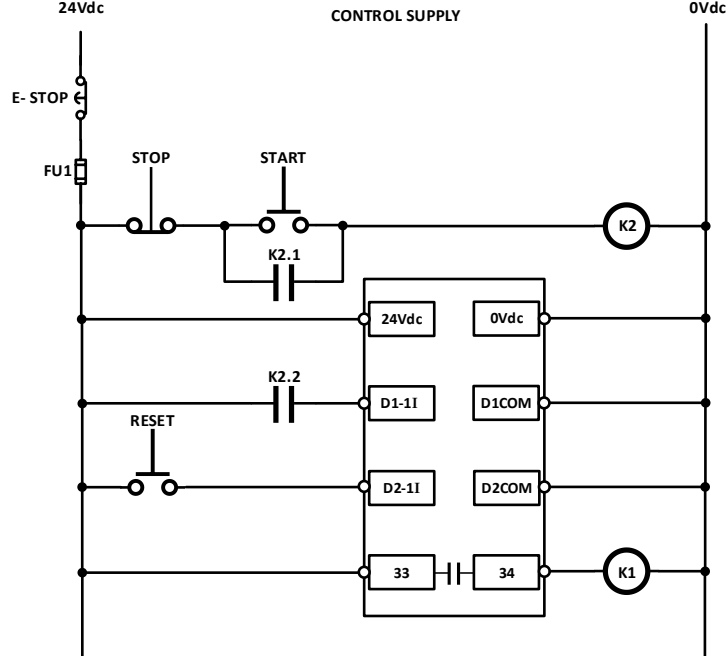 24Vdc
CONTROL SUPPLY
0Vdc
E- STOP
FU1
STOP
START
K2
K2.1
24Vdc
0Vdc
K2.2
D1-1I
D1COM
RESET
D2-1I
D2COM
33
34
K1